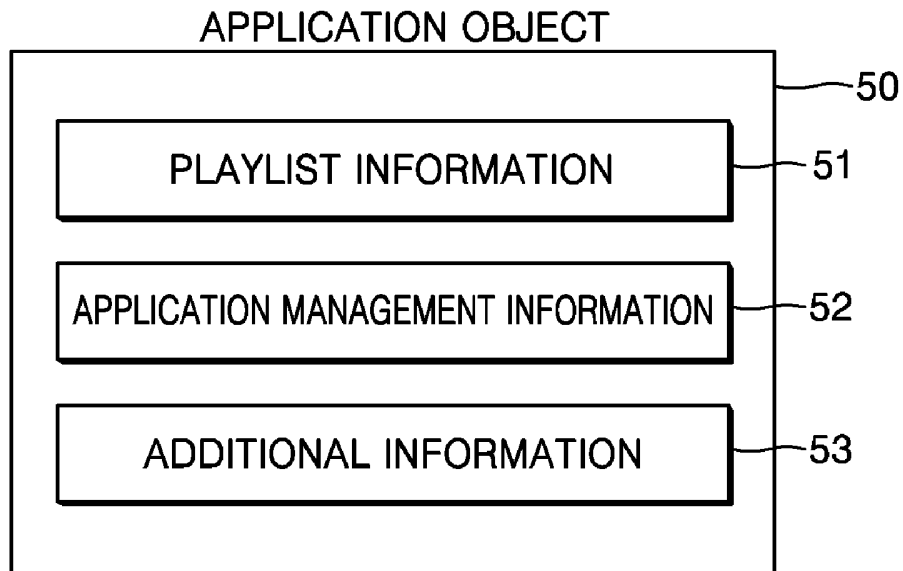 APPLICATION OBJECT
50
PLAYLIST INFORMATION
51
APPLICATION MANAGEMENT INFORMATION
52
ADDITIONAL INFORMATION
53